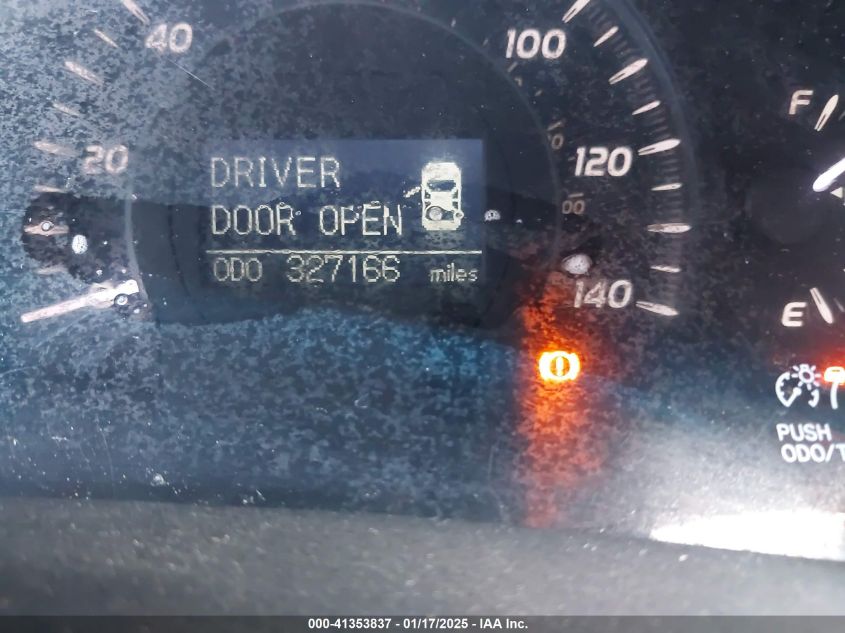 40
100
20
120
DRIVER
DOOR OPEN
ODO 327166 miles
140
F
E
PUSH
ODO/T
000-41353837 - 01/17/2025 - IAA Inc.